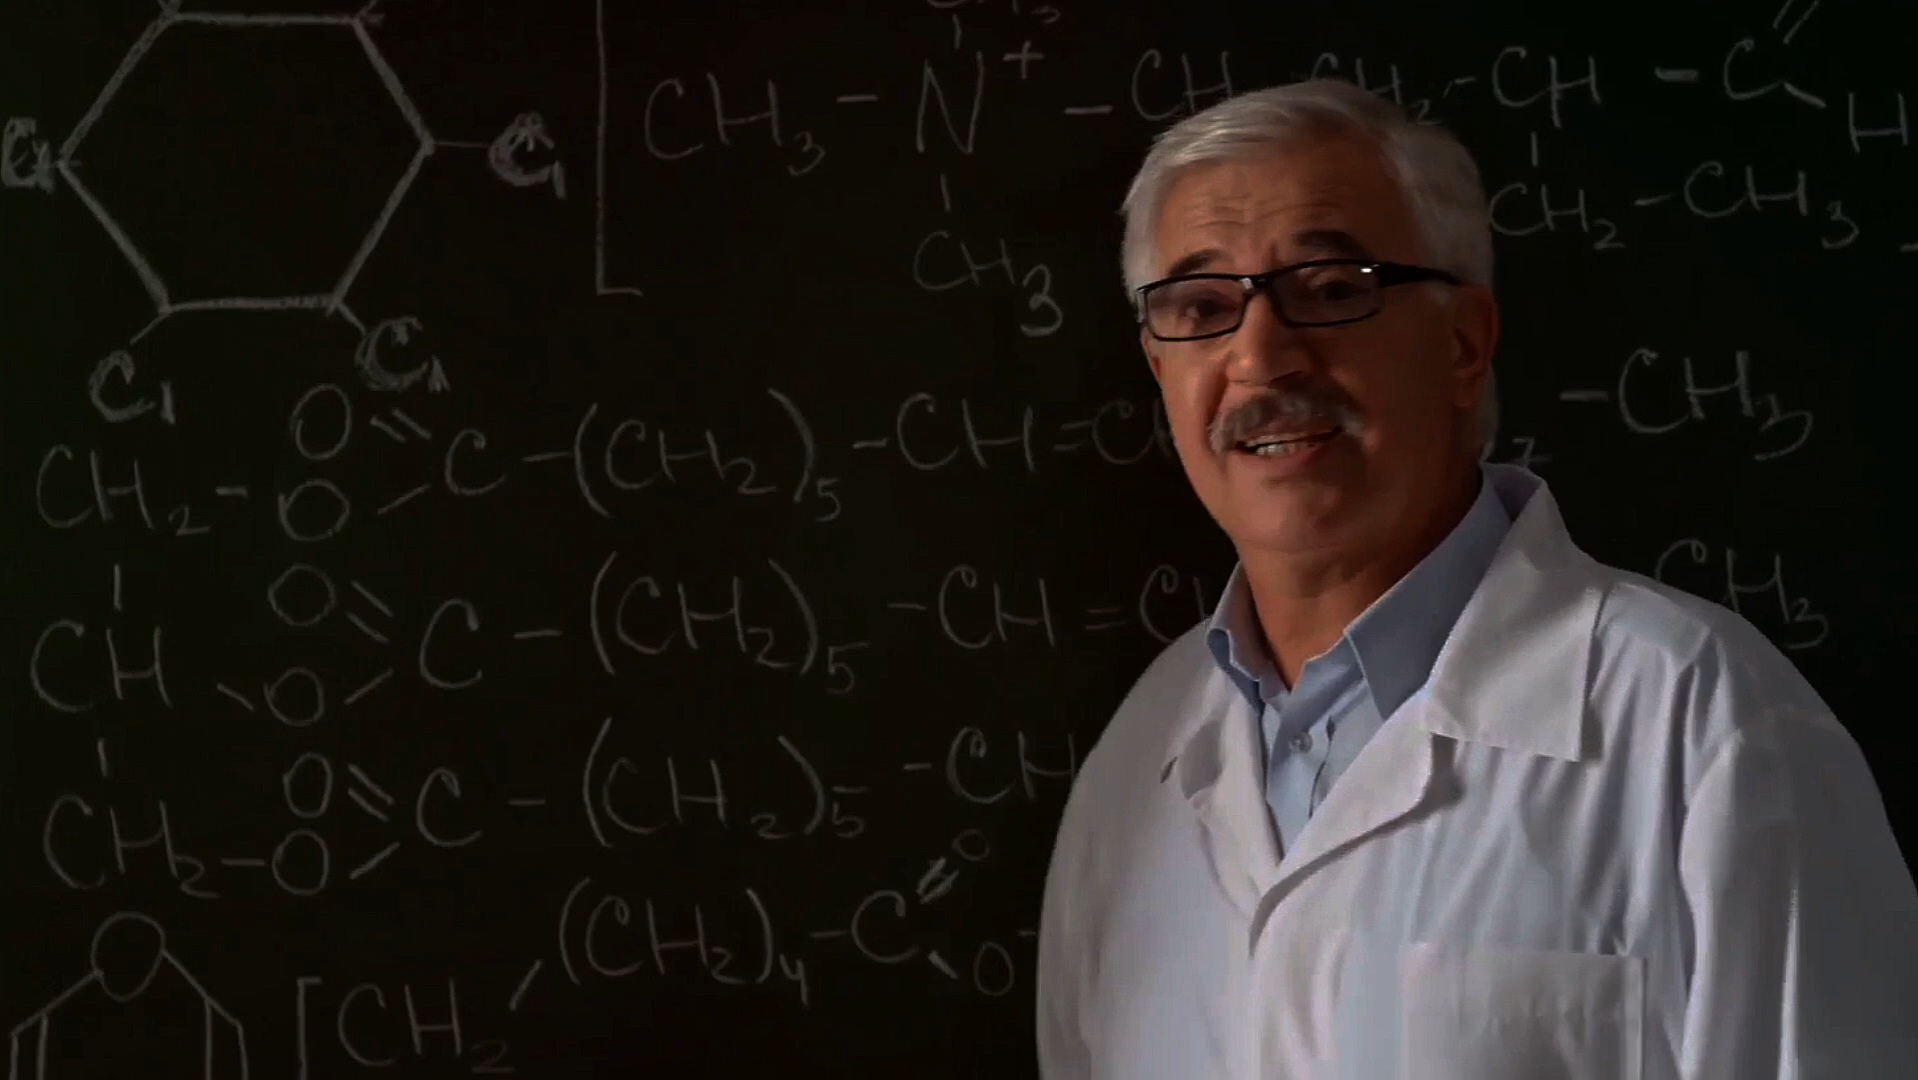 CH₃ - N⁺ - CH CH₂ - CH - C H
CH₃ CH₂ - CH₃
Cl Cl
Cl Cl
CH₂ - O O = C - (CH₂)₅ - CH = C 7 - CH₃
CH O O = C - (CH₂)₅ - CH = C CH₃
CH₂ - O O = C - (CH₂)₅ - CH
O [ CH₂ (CH₂)₄ - C O O -